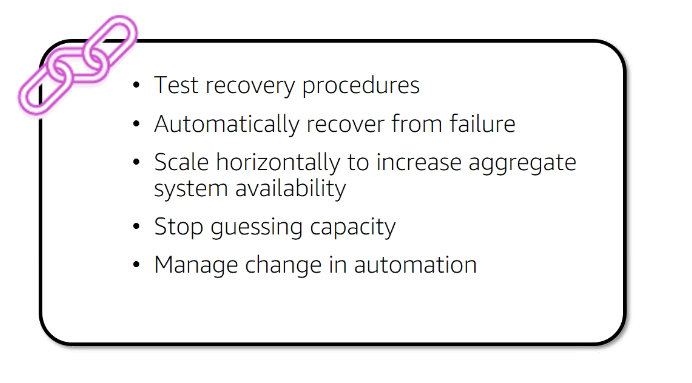 • Test recovery procedures
• Automatically recover from failure
• Scale horizontally to increase aggregate
system availability
• Stop guessing capacity
• Manage change in automation